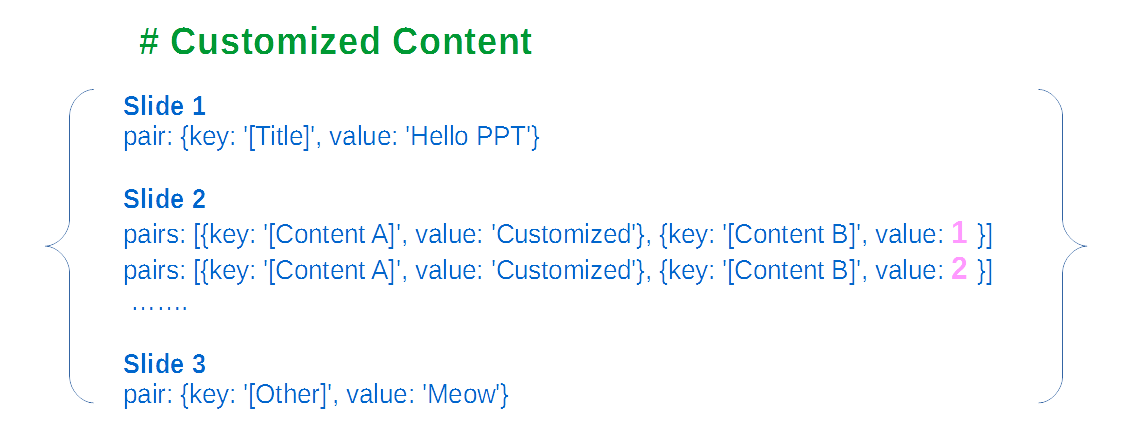 # Customized Content
Slide 1
pair: {key: '[Title]', value: 'Hello PPT'}
Slide 2
pairs: [{key: '[Content A]', value: 'Customized'}, {key: '[Content B]', value: 1 }]
pairs: [{key: '[Content A]', value: 'Customized'}, {key: '[Content B]', value: 2 }]
…….
Slide 3
pair: {key: '[Other]', value: 'Meow'}